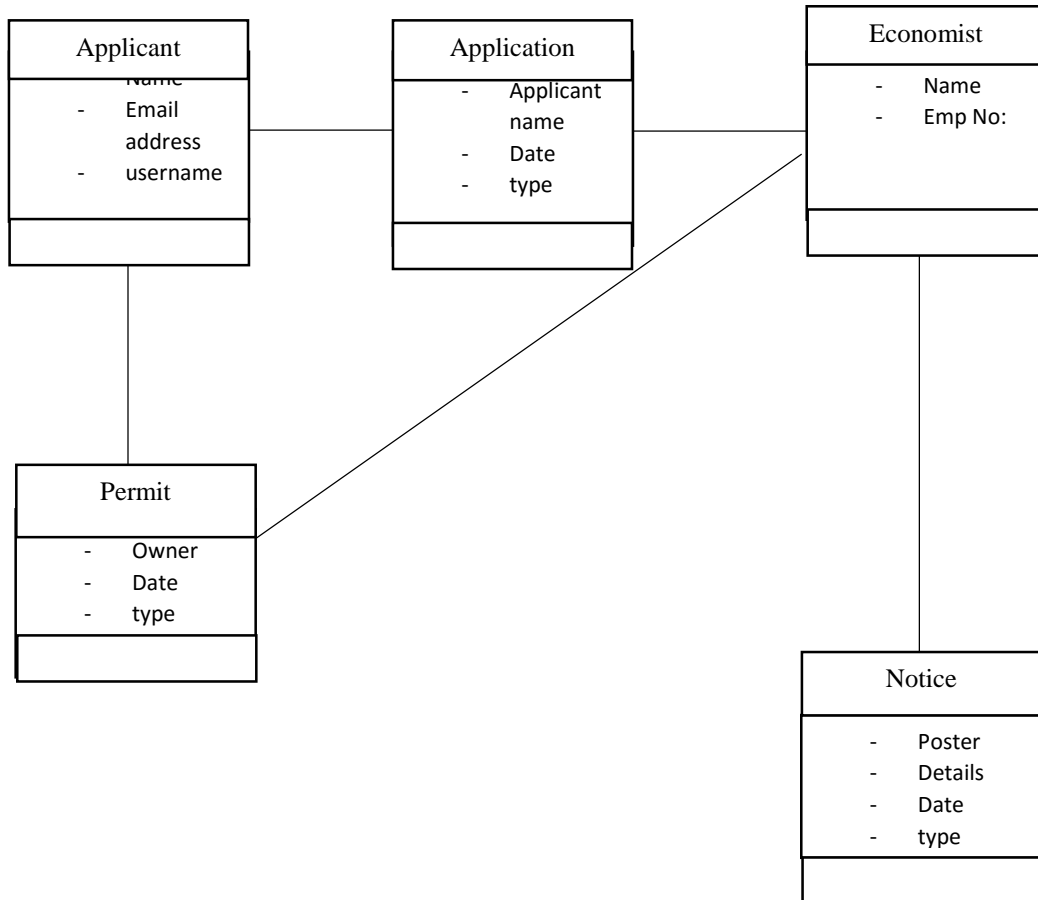 Applicant
Name
- Email
address
- username
Application
- Applicant
name
- Date
- type
Economist
- Name
- Emp No:
Permit
- Owner
- Date
- type
Notice
- Poster
- Details
- Date
- type